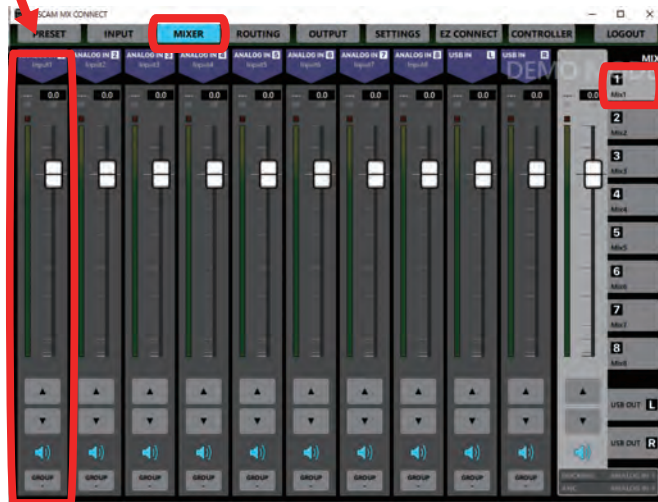 SCAM MX CONNECT
PRESET INPUT MIXER ROUTING OUTPUT SETTINGS EZ CONNECT CONTROLLER LOGOUT
ANALOG IN 2 ANALOG IN 3 ANALOG IN 4 ANALOG IN 5 ANALOG IN 6 ANALOG IN 7 ANALOG IN 8 USB IN L USB IN R
Input1 Input2 Input3 Input4 Input5 Input6 Input7 Input8
DEMO MODE
MIX
0.0 0.0 0.0 0.0 0.0 0.0 0.0 0.0 0.0 0.0 0.0
1
Mix1
2
Mix2
3
Mix3
4
Mix4
5
Mix5
6
Mix6
7
Mix7
8
Mix8
USB OUT L
USB OUT R
GROUP GROUP GROUP GROUP GROUP GROUP GROUP GROUP GROUP GROUP